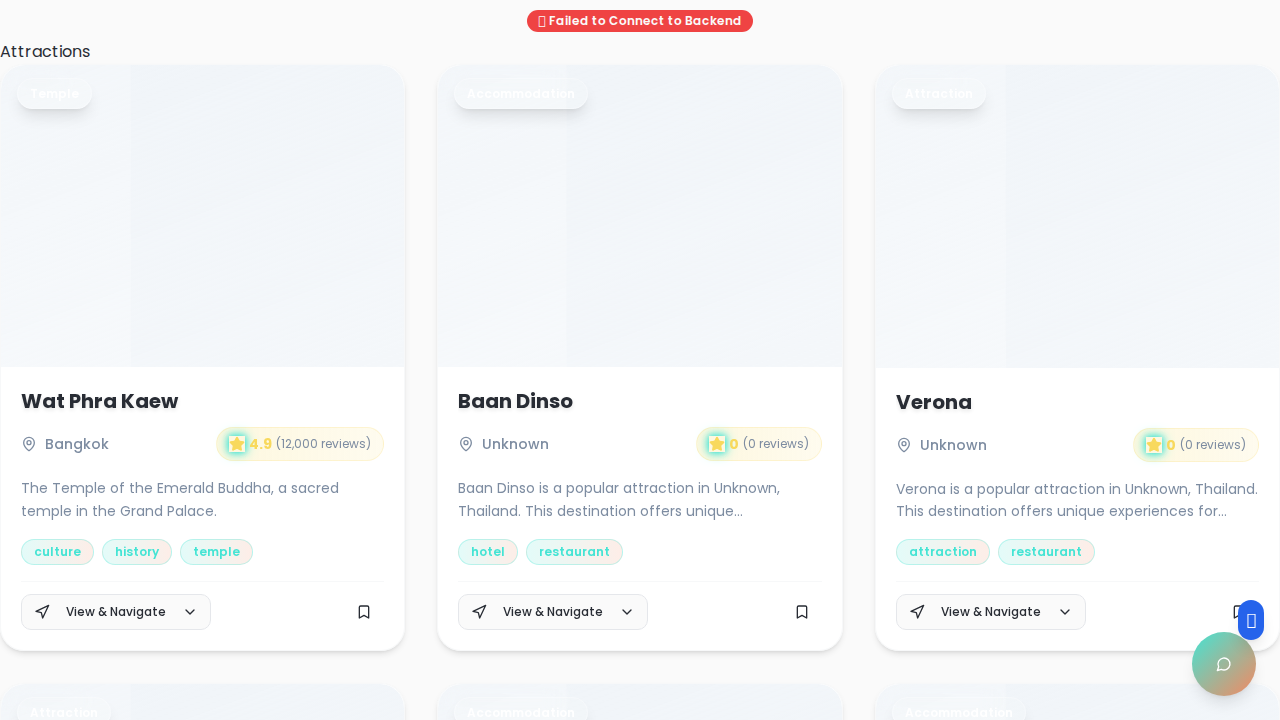 Failed to Connect to Backend
Attractions
Temple
Accommodation
Attraction
Wat Phra Kaew
Baan Dinso
Verona
Bangkok
4.9 (12,000 reviews)
Unknown
0 (0 reviews)
Unknown
0 (0 reviews)
The Temple of the Emerald Buddha, a sacred
temple in the Grand Palace.
Baan Dinso is a popular attraction in Unknown,
Thailand. This destination offers unique...
Verona is a popular attraction in Unknown, Thailand.
This destination offers unique experiences for...
culture
history
temple
hotel
restaurant
attraction
restaurant
View & Navigate
View & Navigate
View & Navigate
Attraction
Accommodation
Accommodation